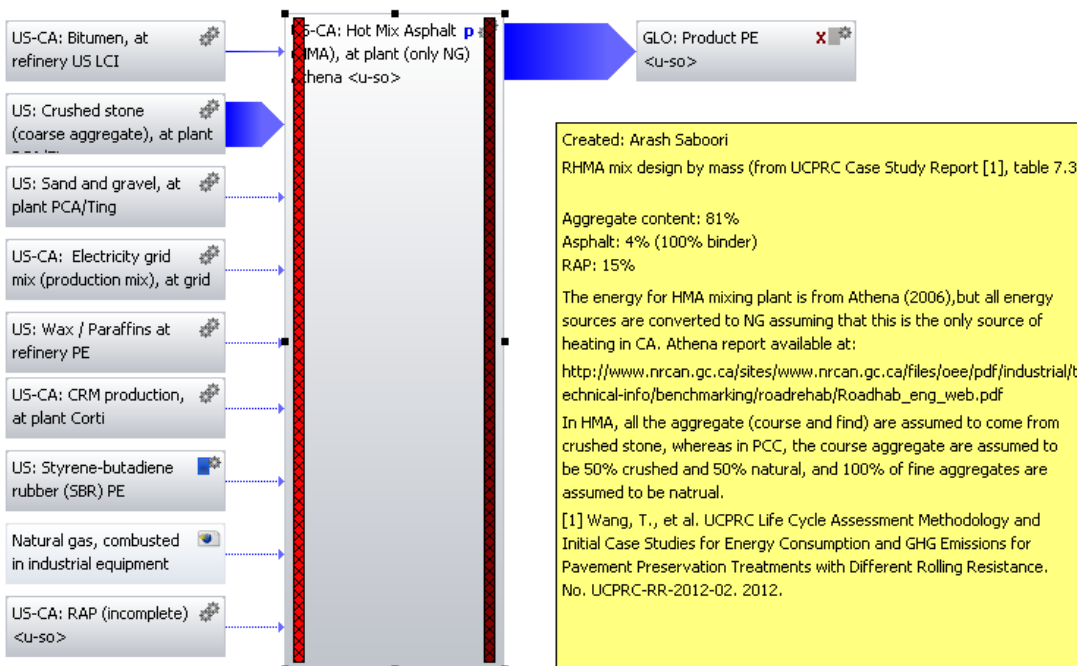 US-CA: Bitumen, at
refinery US LCI
US: Crushed stone
(coarse aggregate), at plant
US: Sand and gravel, at
plant PCA/Ting
US-CA:  Electricity grid
mix (production mix), at grid
US: Wax / Paraffins at
refinery PE
US-CA: CRM production,
at plant Corti
US: Styrene-butadiene
rubber (SBR) PE
Natural gas, combusted
in industrial equipment
US-CA: RAP (incomplete)
<u-so>
S-CA: Hot Mix Asphalt p
MA), at plant (only NG)
thena <u-so>
GLO: Product PE X
<u-so>
Created: Arash Saboori
RHMA mix design by mass (from UCPRC Case Study Report [1], table 7.3
Aggregate content: 81%
Asphalt: 4% (100% binder)
RAP: 15%
The energy for HMA mixing plant is from Athena (2006),but all energy
sources are converted to NG assuming that this is the only source of
heating in CA. Athena report available at:
http://www.nrcan.gc.ca/sites/www.nrcan.gc.ca/files/oee/pdf/industrial/t
echnical-info/benchmarking/roadrehab/Roadhab_eng_web.pdf
In HMA, all the aggregate (course and find) are assumed to come from
crushed stone, whereas in PCC, the course aggregate are assumed to
be 50% crushed and 50% natural, and 100% of fine aggregates are
assumed to be natrual.
[1] Wang, T., et al. UCPRC Life Cycle Assessment Methodology and
Initial Case Studies for Energy Consumption and GHG Emissions for
Pavement Preservation Treatments with Different Rolling Resistance.
No. UCPRC-RR-2012-02. 2012.